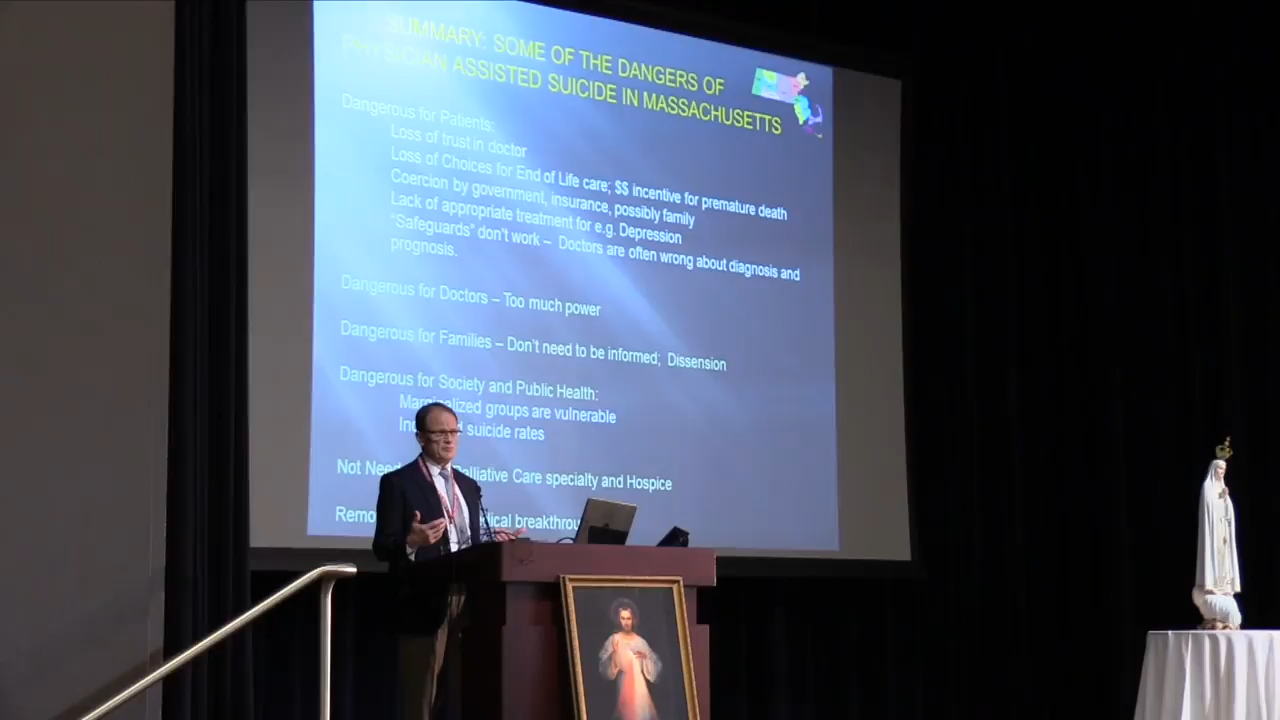 SUMMARY: SOME OF THE DANGERS OF
PHYSICIAN ASSISTED SUICIDE IN MASSACHUSETTS
Dangerous for Patients:
Loss of trust in doctor
Loss of Choices for End of Life care; $$ incentive for premature death
Coercion by government, insurance, possibly family
Lack of appropriate treatment for e.g. Depression
"Safeguards" don't work – Doctors are often wrong about diagnosis and
prognosis.
Dangerous for Doctors – Too much power
Dangerous for Families – Don't need to be informed; Dissension
Dangerous for Society and Public Health:
Marginalized groups are vulnerable
suicide rates
Not Palliative Care specialty and Hospice